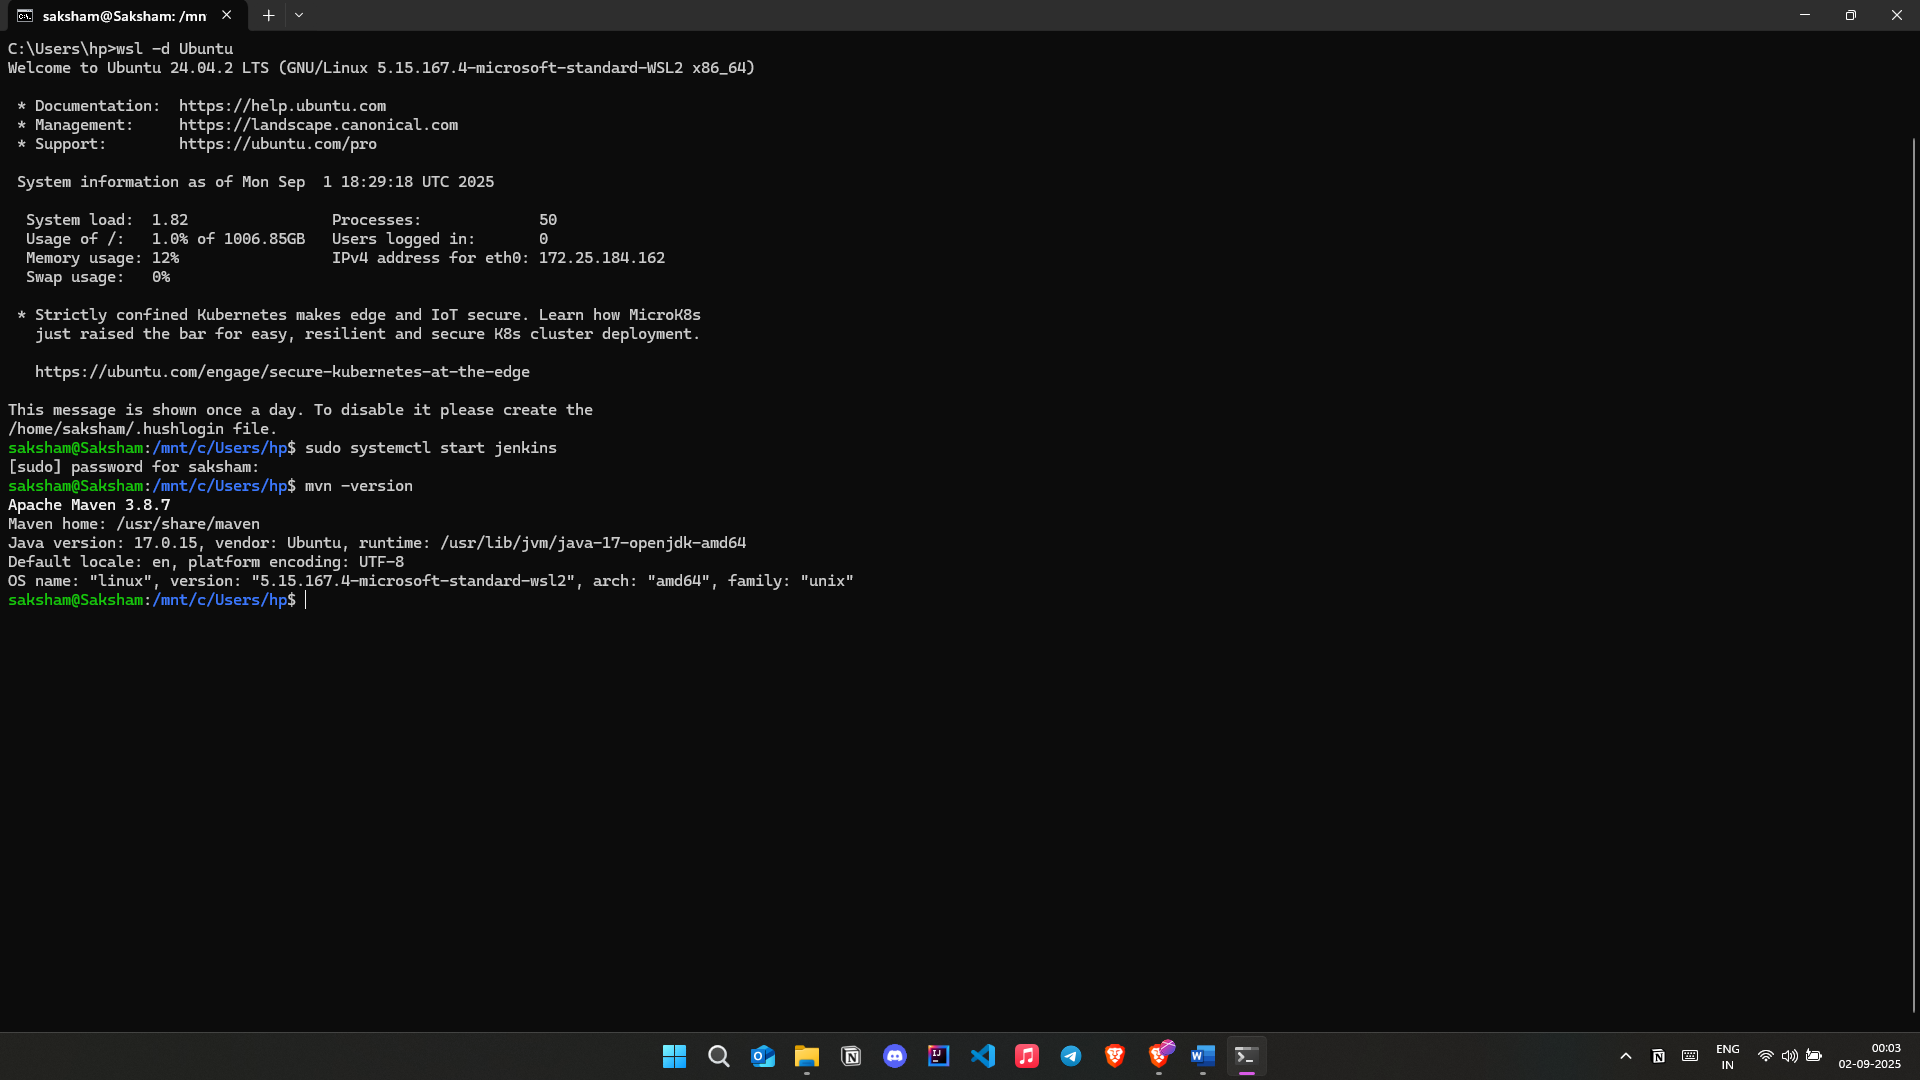 saksham@Saksham: /mn
C:\Users\hp>wsl -d Ubuntu
Welcome to Ubuntu 24.04.2 LTS (GNU/Linux 5.15.167.4-microsoft-standard-WSL2 x86_64)
* Documentation:  https://help.ubuntu.com
* Management:     https://landscape.canonical.com
* Support:        https://ubuntu.com/pro
System information as of Mon Sep  1 18:29:18 UTC 2025
System load:  1.82                Processes:             50
Usage of /:   1.0% of 1006.85GB   Users logged in:       0
Memory usage: 12%                 IPv4 address for eth0: 172.25.184.162
Swap usage:   0%
* Strictly confined Kubernetes makes edge and IoT secure. Learn how MicroK8s
just raised the bar for easy, resilient and secure K8s cluster deployment.
https://ubuntu.com/engage/secure-kubernetes-at-the-edge
This message is shown once a day. To disable it please create the
/home/saksham/.hushlogin file.
saksham@Saksham:/mnt/c/Users/hp$ sudo systemctl start jenkins
[sudo] password for saksham:
saksham@Saksham:/mnt/c/Users/hp$ mvn -version
Apache Maven 3.8.7
Maven home: /usr/share/maven
Java version: 17.0.15, vendor: Ubuntu, runtime: /usr/lib/jvm/java-17-openjdk-amd64
Default locale: en, platform encoding: UTF-8
OS name: "linux", version: "5.15.167.4-microsoft-standard-wsl2", arch: "amd64", family: "unix"
saksham@Saksham:/mnt/c/Users/hp$
ENG
IN
00:03
02-09-2025